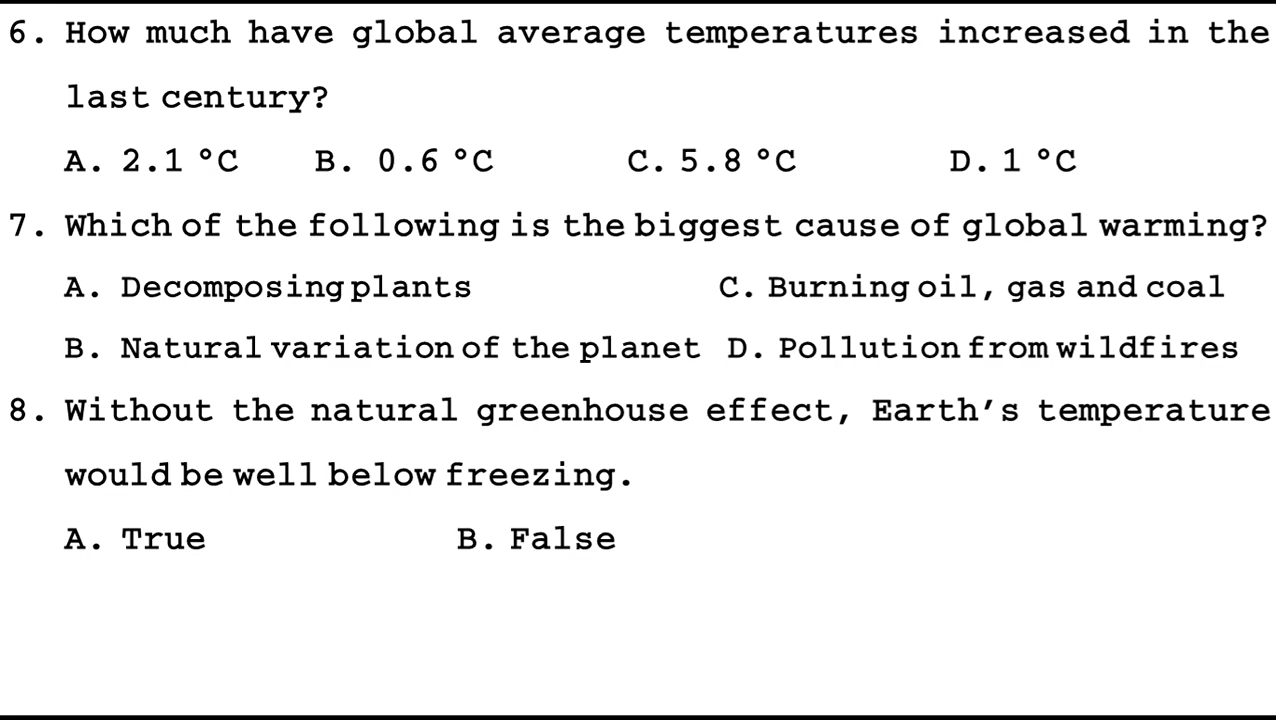 6. How much have global average temperatures increased in the
last century?
A. 2.1 °C B. 0.6 °C C. 5.8 °C D. 1 °C
7. Which of the following is the biggest cause of global warming?
A. Decomposing plants C. Burning oil, gas and coal
B. Natural variation of the planet D. Pollution from wildfires
8. Without the natural greenhouse effect, Earth’s temperature
would be well below freezing.
A. True B. False